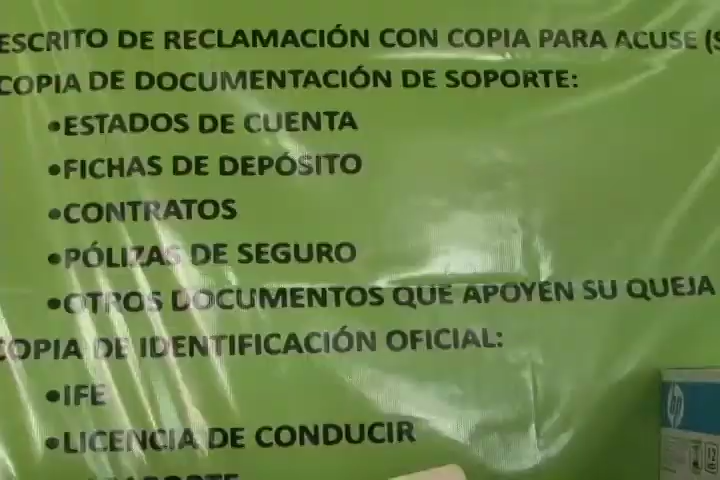 ESCRITO DE RECLAMACIÓN CON COPIA PARA ACUSE (S
COPIA DE DOCUMENTACIÓN DE SOPORTE:
•ESTADOS DE CUENTA
•FICHAS DE DEPÓSITO
•CONTRATOS
•PÓLIZAS DE SEGURO
•OTROS DOCUMENTOS QUE APOYEN SU QUEJA
COPIA DE IDENTIFICACIÓN OFICIAL:
•IFE
•LICENCIA DE CONDUCIR
hp